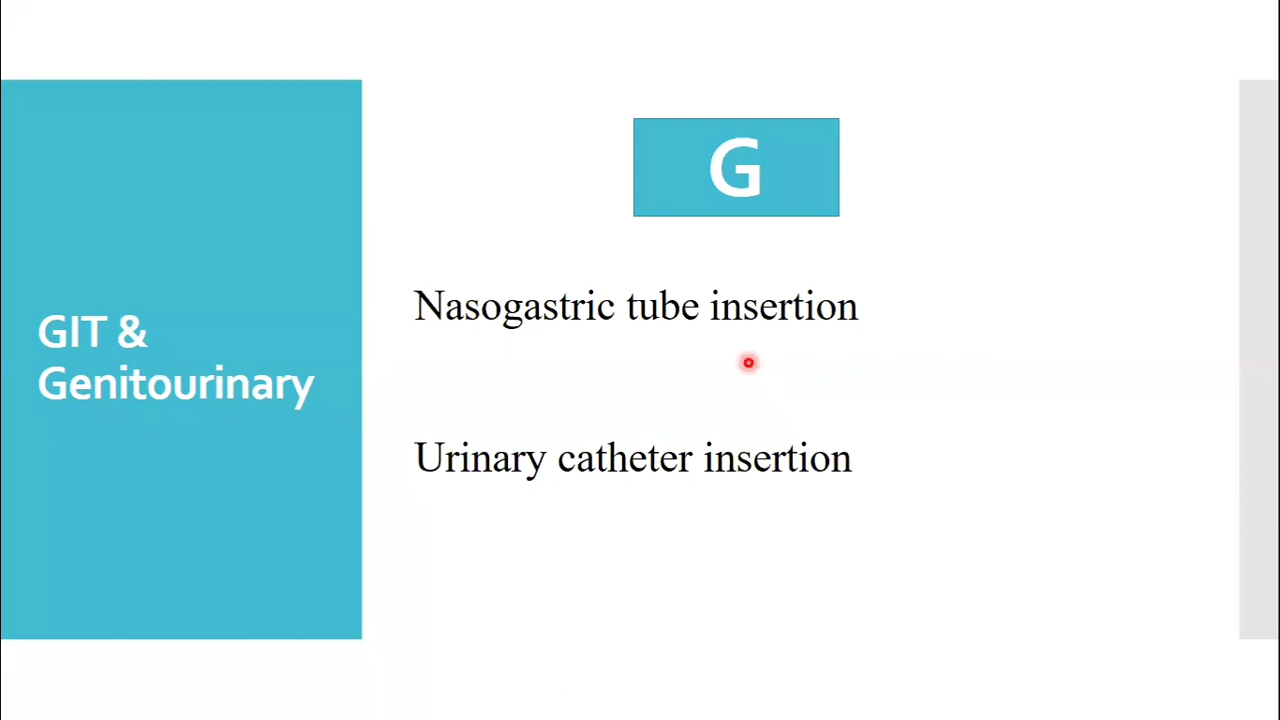 GIT &
Genitourinary
G
Nasogastric tube insertion
Urinary catheter insertion